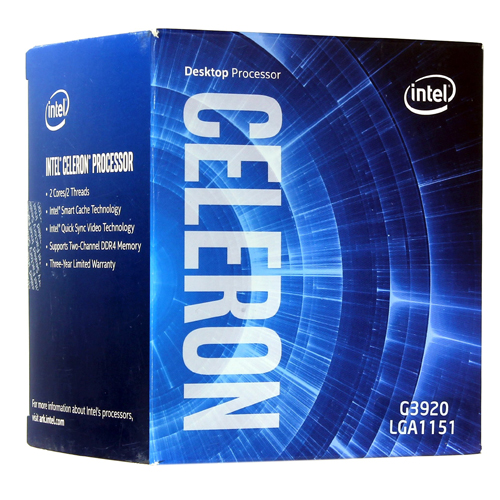 intel
INTEL® CELERON® PROCESSOR
• 2 Cores/2 Threads
• Intel® Smart Cache Technology
• Intel® Quick Sync Video Technology
• Supports Two-Channel DDR4 Memory
• Three-Year Limited Warranty
For more information about Intel's processors,
visit ark.intel.com
Desktop Processor
intel®
CELERON
G3920
LGA1151